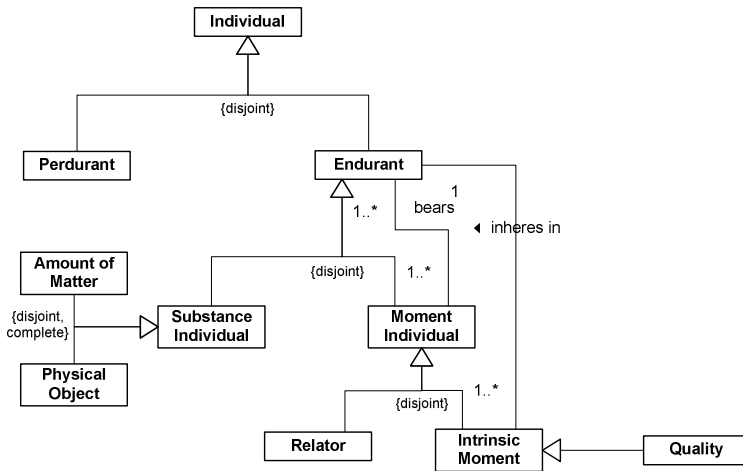 Individual
{disjoint}
Perdurant
Endurant
1
1..*
bears
inheres in
Amount of
Matter
{disjoint}
1..*
{disjoint,
complete}
Substance
Individual
Moment
Individual
Physical
Object
1..*
{disjoint}
Relator
Intrinsic
Moment
Quality